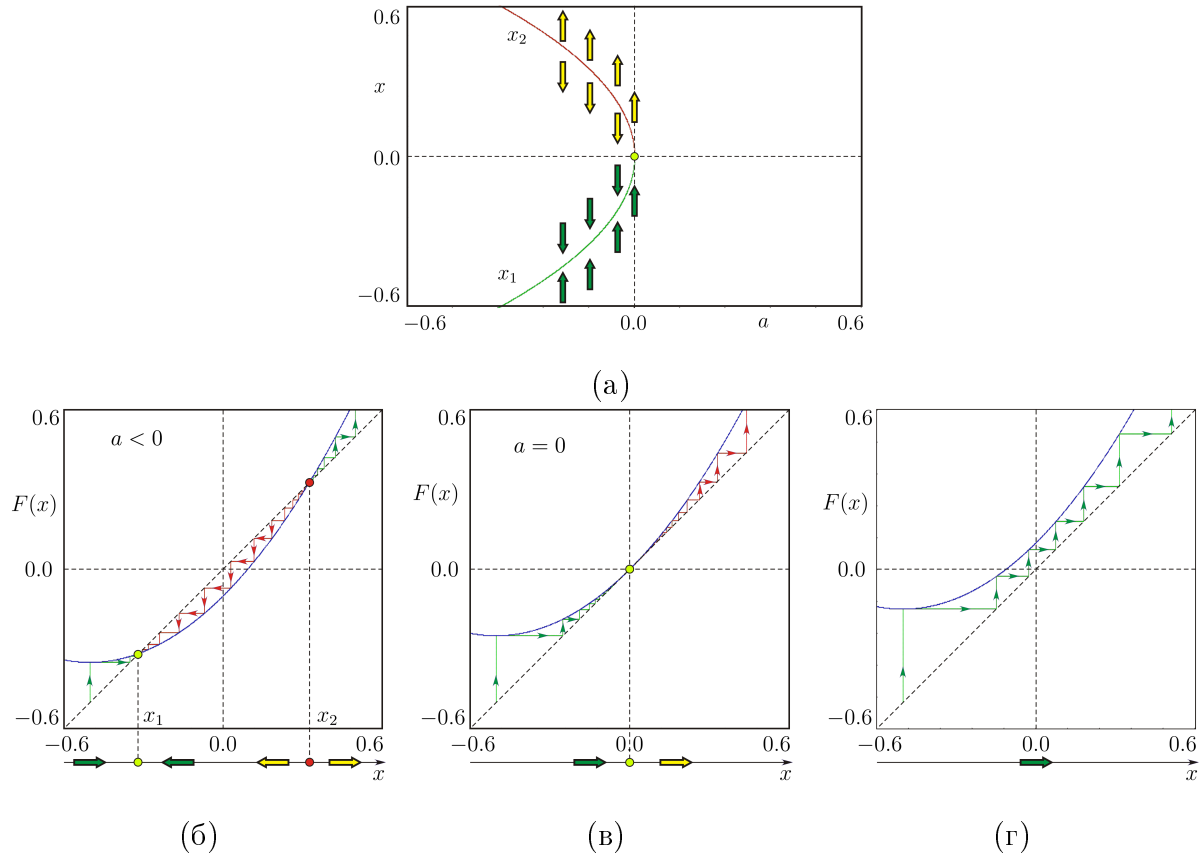 0.6
x₂
x
0.0
x₁
−0.6
−0.6 0.0 a 0.6
(а)
0.6 0.6 0.6
a < 0 a = 0
F(x) F(x) F(x)
0.0 0.0 0.0
x₁ x₂
−0.6 −0.6 −0.6
−0.6 0.0 0.6 −0.6 0.0 0.6 −0.6 0.0 0.6
x x x
(б) (в) (г)